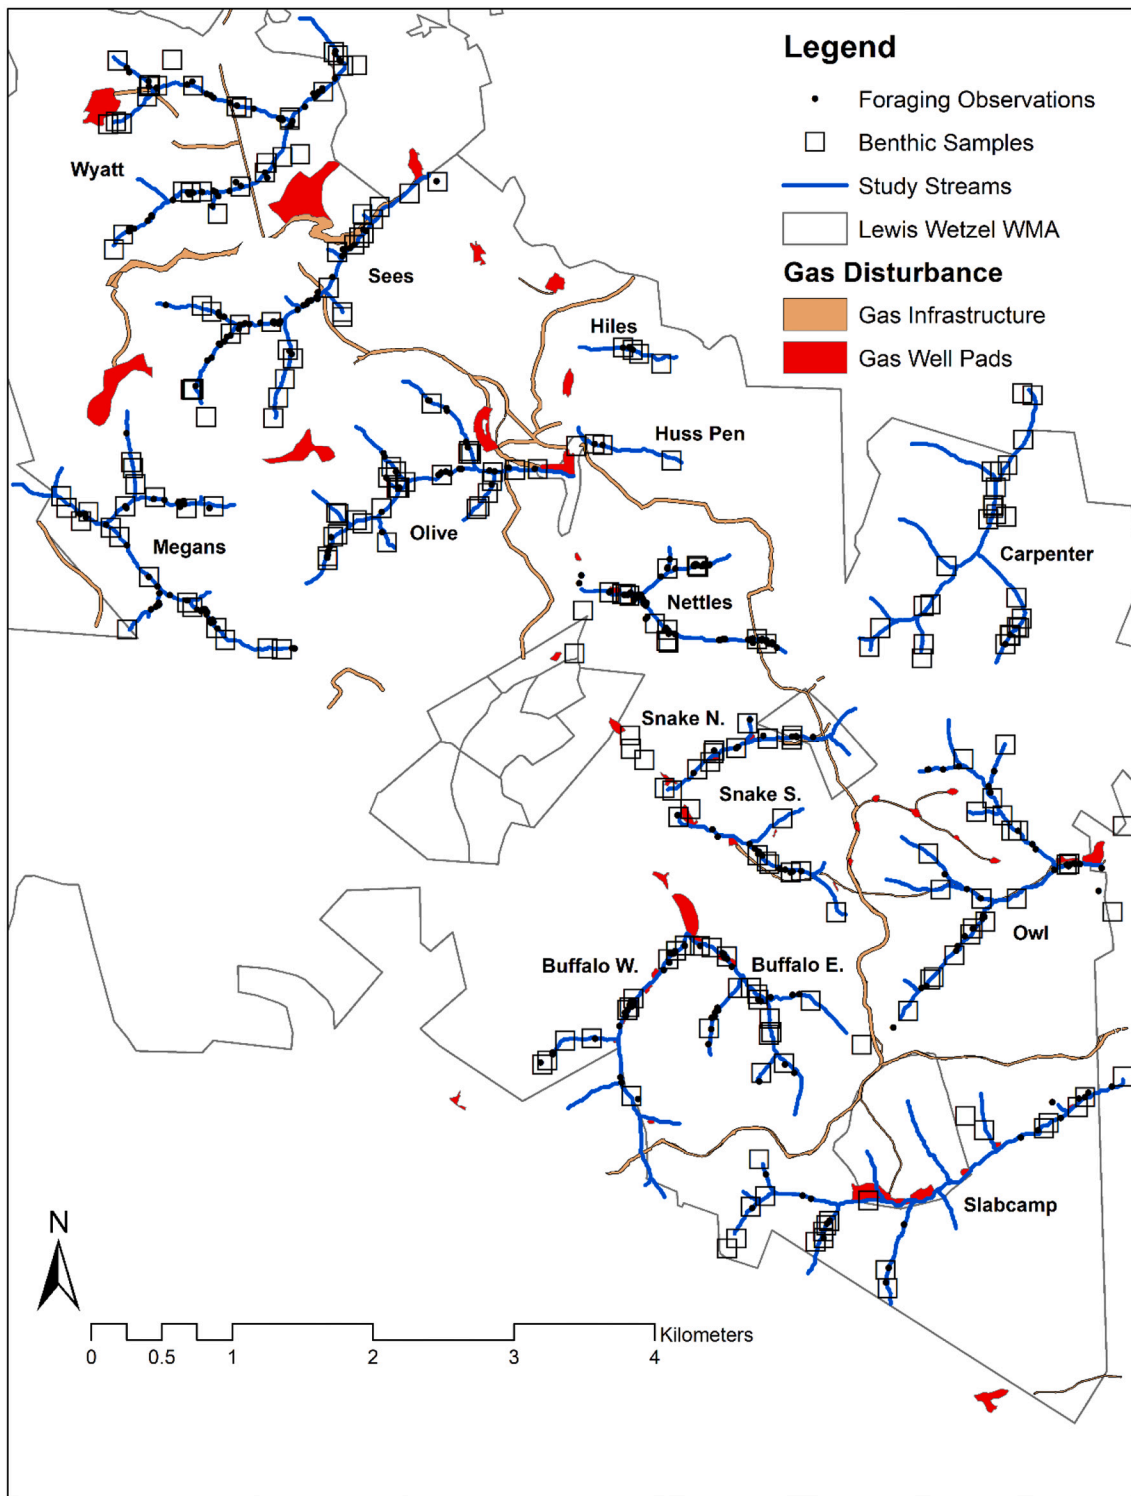 Legend
Foraging Observations
Benthic Samples
Study Streams
Lewis Wetzel WMA
Gas Disturbance
Gas Infrastructure
Gas Well Pads
Wyatt
Sees
Hiles
Huss Pen
Megans
Olive
Nettles
Carpenter
Snake N.
Snake S.
Buffalo W.
Buffalo E.
Owl
Slabcamp
N
Kilometers
0 0.5 1 2 3 4